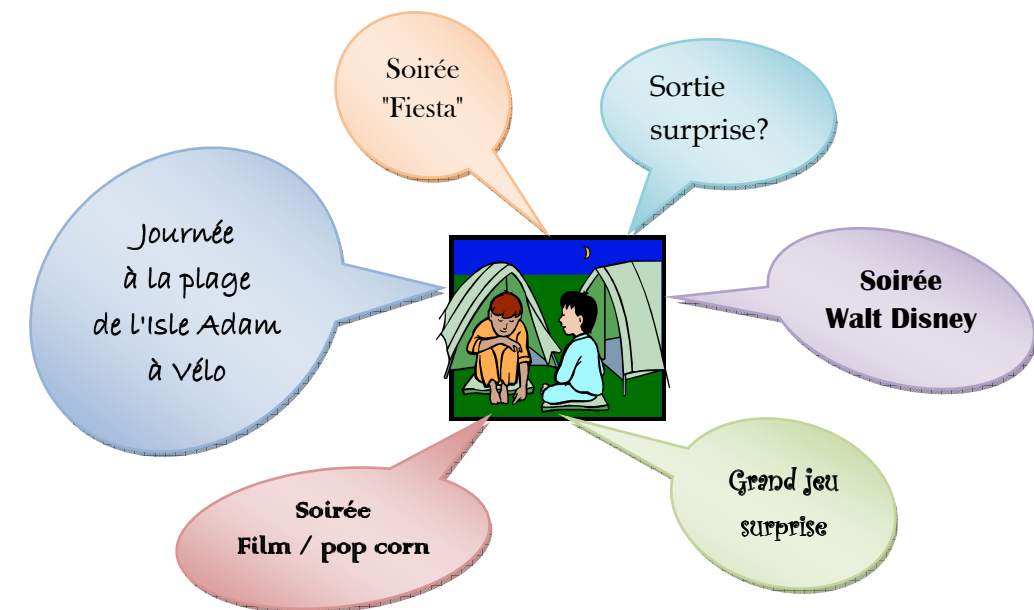 Soirée
"Fiesta"
Sortie
surprise?
Journée
à la plage
de l'Isle Adam
à vélo
Soirée
Walt Disney
Grand jeu
surprise
Soirée
Film / pop corn